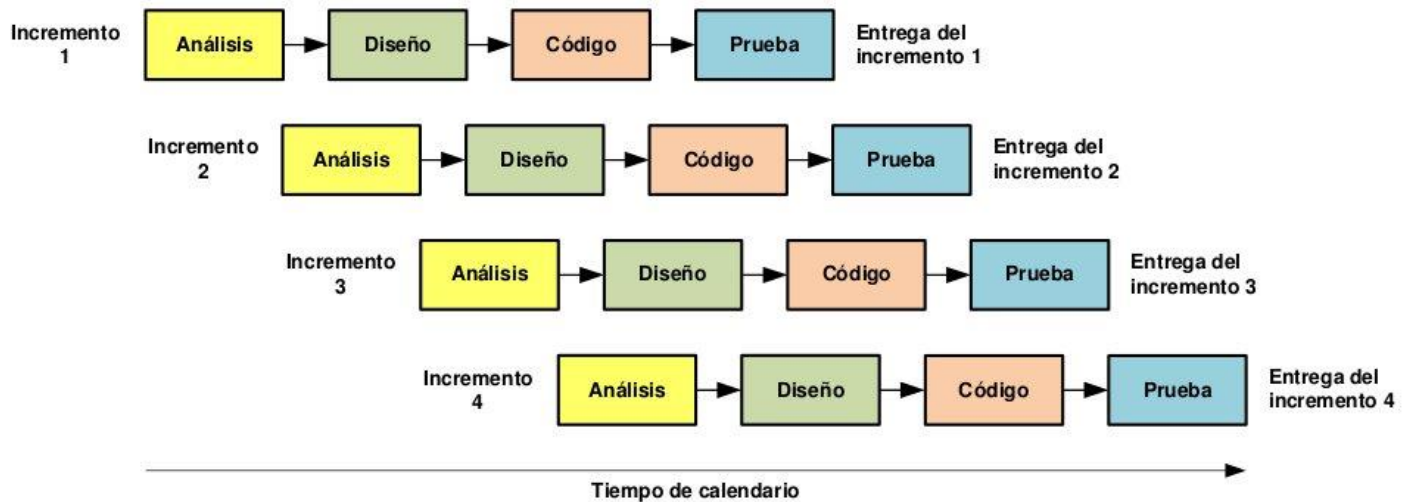 Incremento
1
Análisis
Diseño
Código
Prueba
Entrega del
incremento 1
Incremento
2
Análisis
Diseño
Código
Prueba
Entrega del
incremento 2
Incremento
3
Análisis
Diseño
Código
Prueba
Entrega del
incremento 3
Incremento
4
Análisis
Diseño
Código
Prueba
Entrega del
incremento 4
Tiempo de calendario